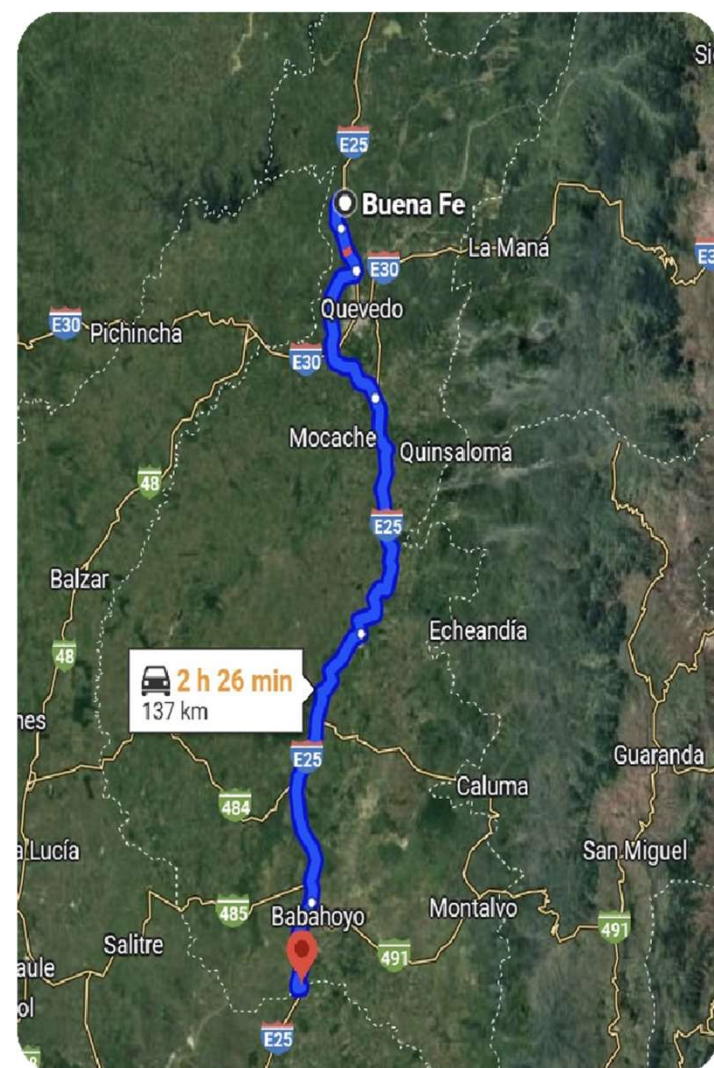 Si
E25
Buena Fe
La Maná
E30
E3
Quevedo
E30
Pichincha
E30
Mocache
Quinsaloma
48
E25
Balzar
Echeandía
48
2 h 26 min
137 km
nes
E25
Guaranda
Caluma
484
a Lucía
San Miguel
485
Babahoyo
Montalvo
491
Salitre
491
aule
ol
E25